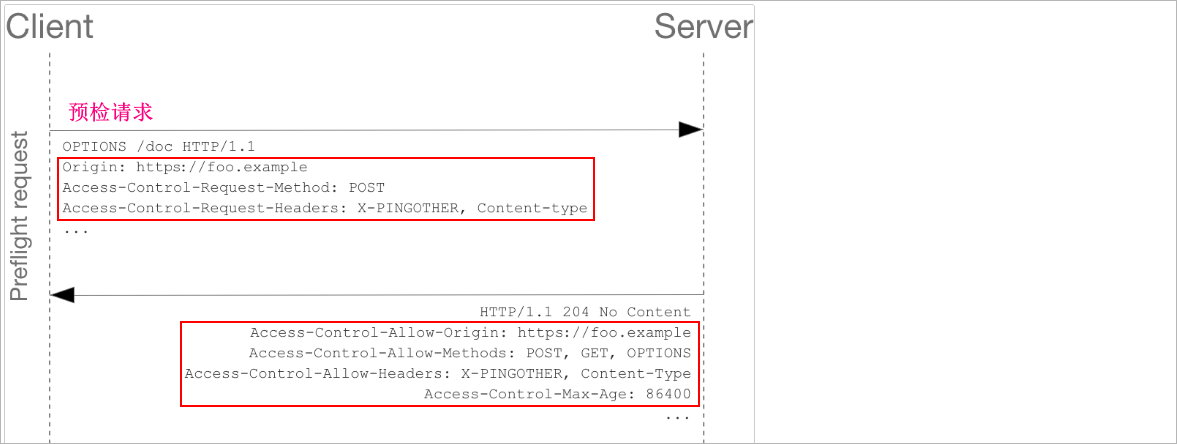 Client
Server
预检请求
Preflight request
OPTIONS /doc HTTP/1.1
Origin: https://foo.example
Access-Control-Request-Method: POST
Access-Control-Request-Headers: X-PINGOTHER, Content-type
...
HTTP/1.1 204 No Content
Access-Control-Allow-Origin: https://foo.example
Access-Control-Allow-Methods: POST, GET, OPTIONS
Access-Control-Allow-Headers: X-PINGOTHER, Content-Type
Access-Control-Max-Age: 86400
...